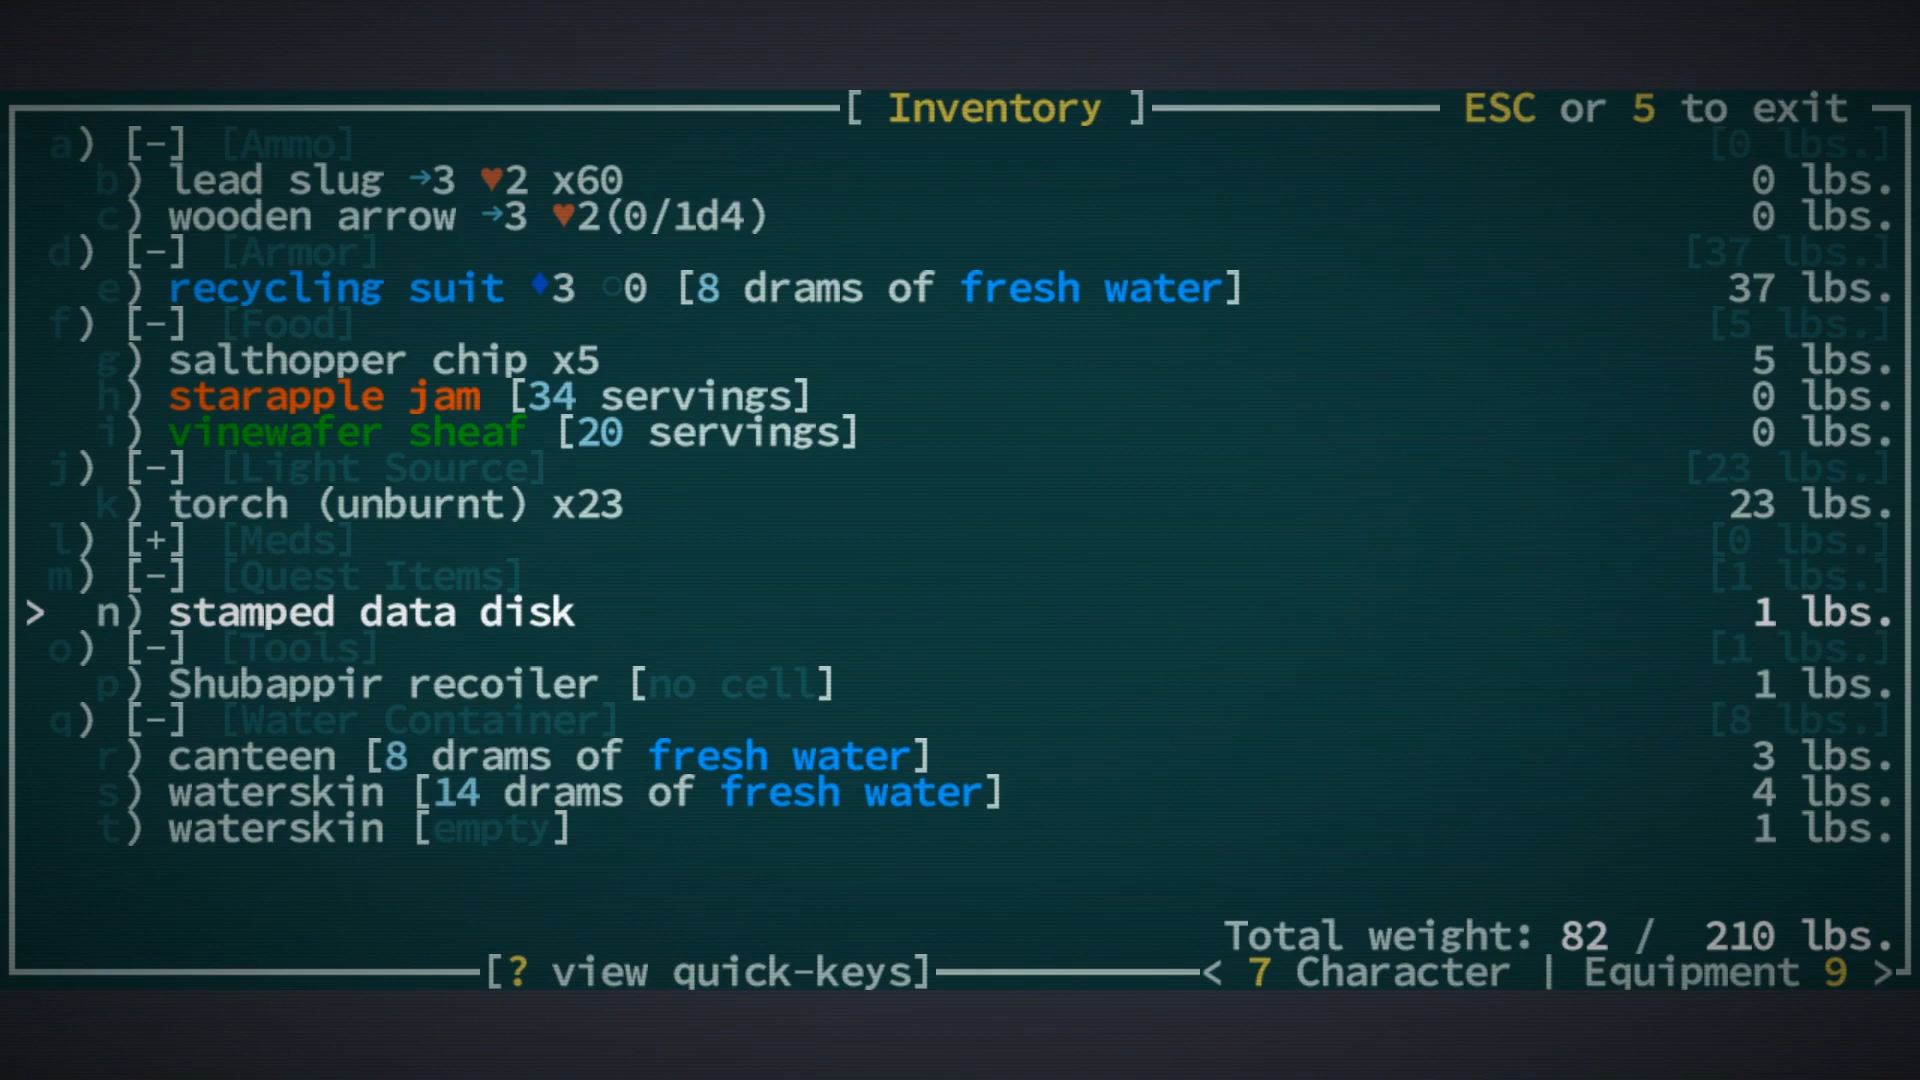 [ Inventory ] ESC or 5 to exit
a) [-] [Ammo] [0 lbs.]
b) lead slug →3 ♥2 x60 0 lbs.
c) wooden arrow →3 ♥2(0/1d4) 0 lbs.
d) [-] [Armor] [37 lbs.]
e) recycling suit ♦3 ○0 [8 drams of fresh water] 37 lbs.
f) [-] [Food] [5 lbs.]
g) salthopper chip x5 5 lbs.
h) starapple jam [34 servings] 0 lbs.
i) vinewafer sheaf [20 servings] 0 lbs.
j) [-] [Light Source] [23 lbs.]
k) torch (unburnt) x23 23 lbs.
l) [+] [Meds] [0 lbs.]
m) [-] [Quest Items] [1 lbs.]
> n) stamped data disk 1 lbs.
o) [-] [Tools] [1 lbs.]
p) Shubappir recoiler [no cell] 1 lbs.
q) [-] [Water Container] [8 lbs.]
r) canteen [8 drams of fresh water] 3 lbs.
s) waterskin [14 drams of fresh water] 4 lbs.
t) waterskin [empty] 1 lbs.
Total weight: 82 / 210 lbs.
[? view quick-keys] < 7 Character | Equipment 9 >